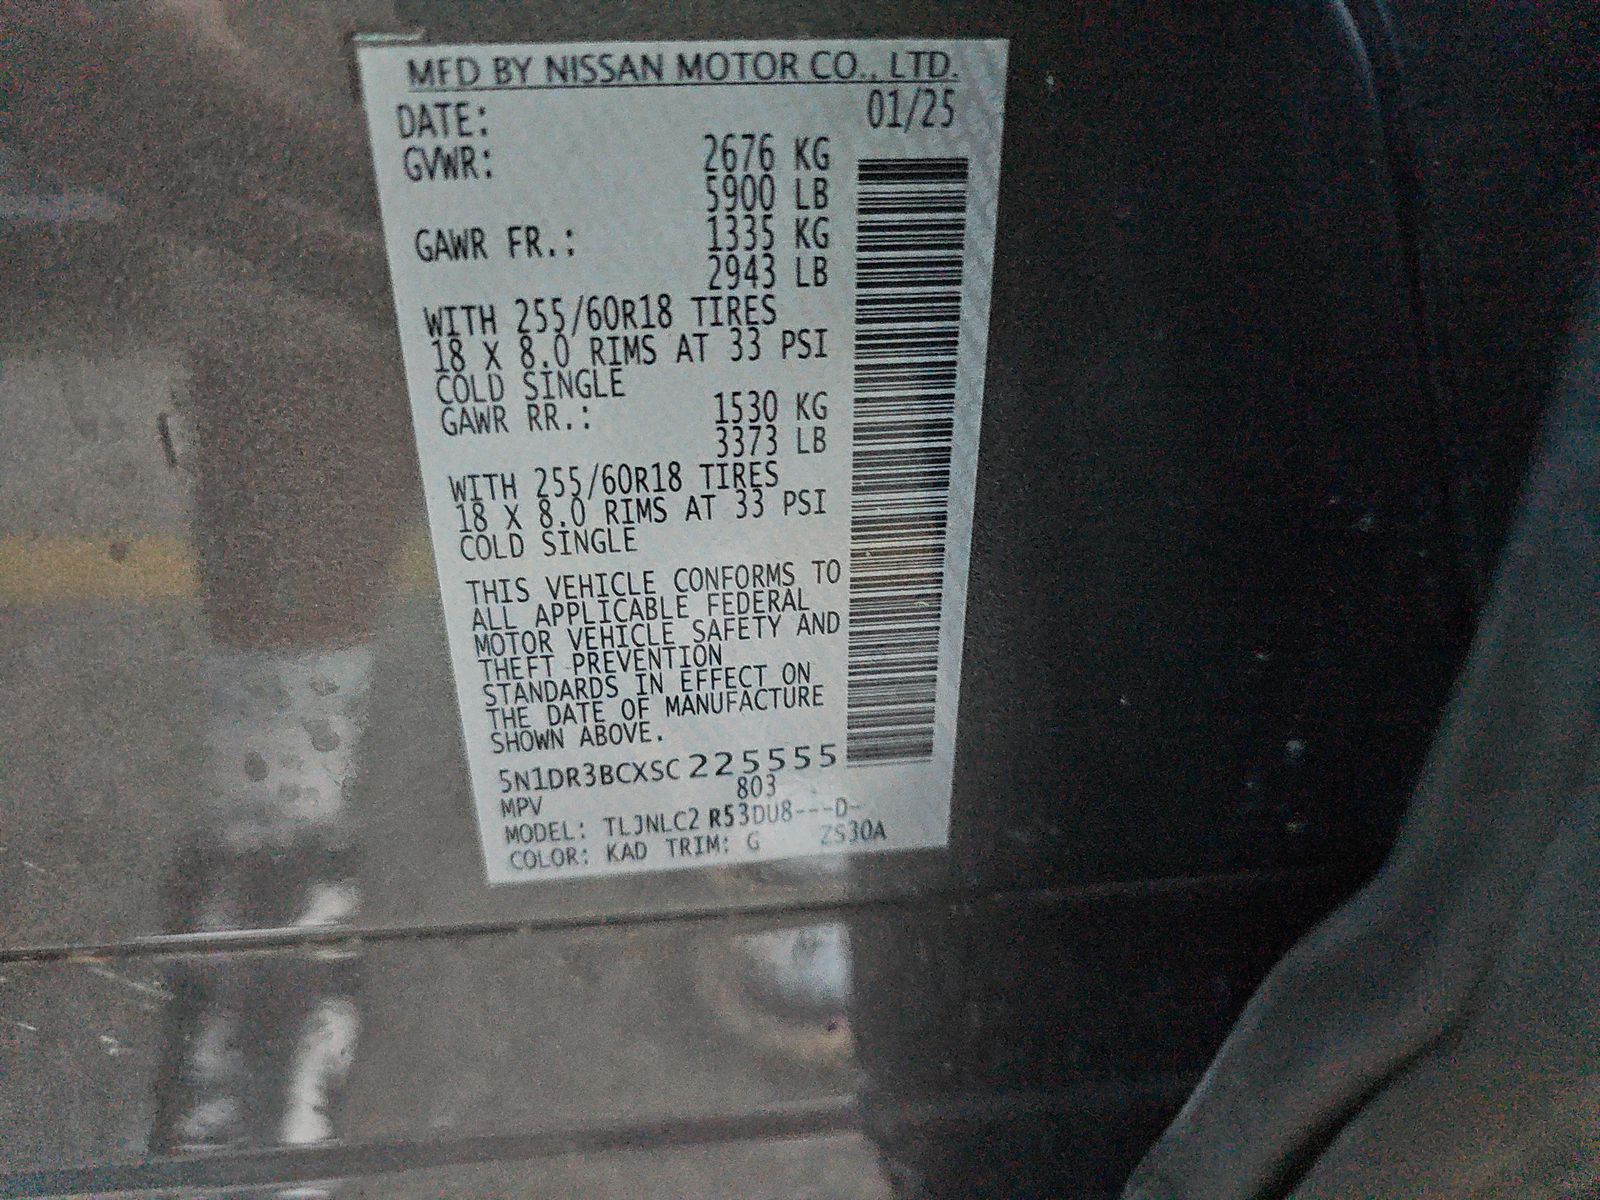 MFD BY NISSAN MOTOR CO., LTD.
DATE: 01/25
GVWR: 2676 KG
5900 LB
GAWR FR.: 1335 KG
2943 LB
WITH 255/60R18 TIRES
18 X 8.0 RIMS AT 33 PSI
COLD SINGLE
GAWR RR.: 1530 KG
3373 LB
WITH 255/60R18 TIRES
18 X 8.0 RIMS AT 33 PSI
COLD SINGLE
THIS VEHICLE CONFORMS TO
ALL APPLICABLE FEDERAL
MOTOR VEHICLE SAFETY AND
THEFT PREVENTION
STANDARDS IN EFFECT ON
THE DATE OF MANUFACTURE
SHOWN ABOVE.
5N1DR3BCXSC225555
MPV 803
MODEL: TLJNLC2 R53DU8---D-
COLOR: KAD TRIM: G ZS30A